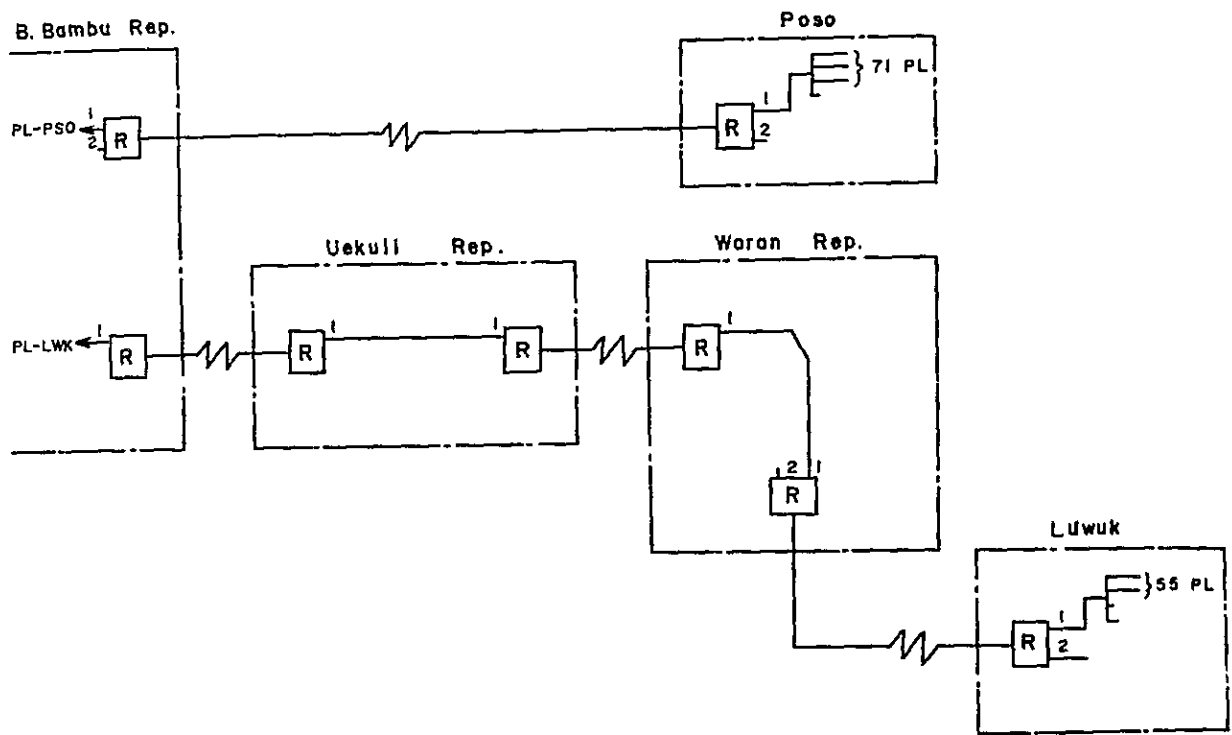 B. Bambu Rep.
Poso
71 PL
1
PL-PSO
2
R
1
R
2
Uekuli Rep.
Waran Rep.
1
PL-LWK
R
1
R
1
R
1
R
2 1
R
Luwuk
55 PL
1
R
2